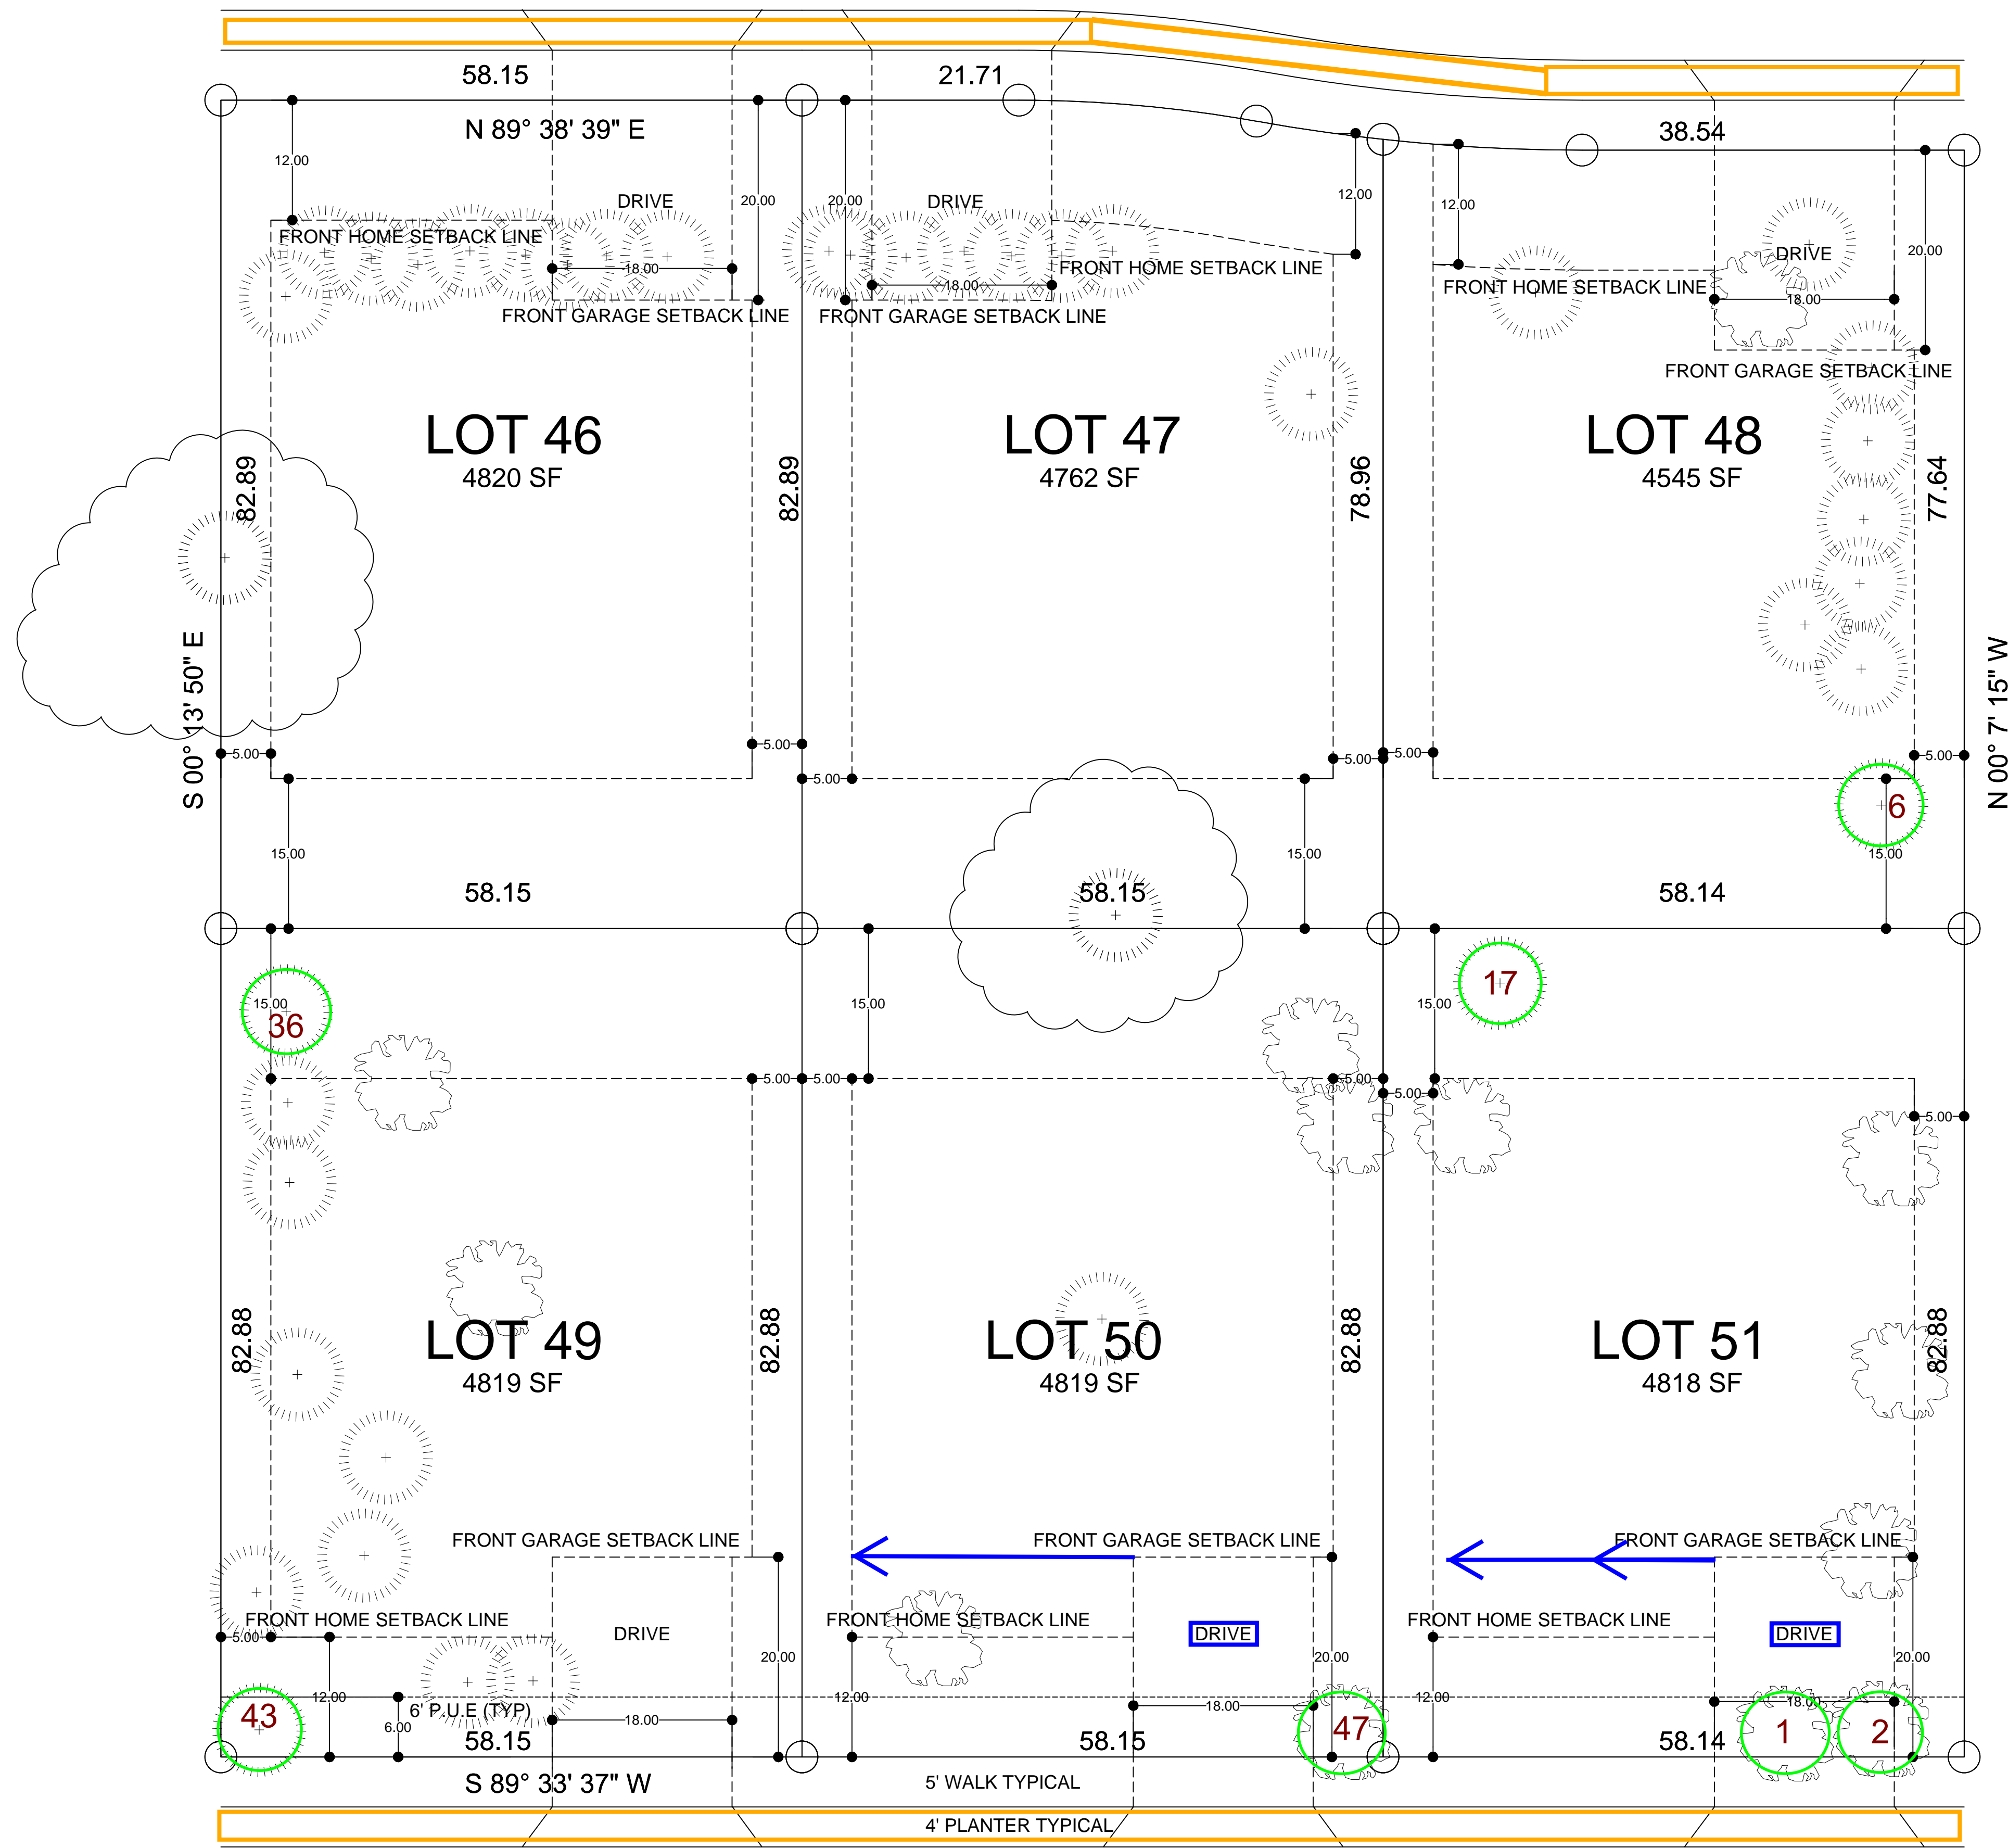 58.15
21.71
38.54
N 89° 38' 39" E
12.00
20.00
20.00
12.00
12.00
20.00
DRIVE
DRIVE
DRIVE
FRONT HOME SETBACK LINE
FRONT HOME SETBACK LINE
FRONT HOME SETBACK LINE
18.00
18.00
18.00
FRONT GARAGE SETBACK LINE
FRONT GARAGE SETBACK LINE
FRONT GARAGE SETBACK LINE
LOT 46
4820 SF
LOT 47
4762 SF
LOT 48
4545 SF
82.89
82.89
78.96
77.64
S 00° 13' 50" E
N 00° 7' 15" W
5.00
5.00
5.00
5.00
5.00
5.00
6
15.00
15.00
15.00
58.15
58.15
58.14
15.00
36
15.00
15.00
17
5.00
5.00
5.00
5.00
5.00
82.88
82.88
82.88
82.88
LOT 49
4819 SF
LOT 50
4819 SF
LOT 51
4818 SF
FRONT GARAGE SETBACK LINE
FRONT GARAGE SETBACK LINE
FRONT GARAGE SETBACK LINE
FRONT HOME SETBACK LINE
FRONT HOME SETBACK LINE
FRONT HOME SETBACK LINE
DRIVE
DRIVE
DRIVE
5.00
20.00
20.00
20.00
12.00
12.00
12.00
6' P.U.E (TYP)
6.00
18.00
18.00
18.00
43
47
1
2
58.15
58.15
58.14
S 89° 33' 37" W
5' WALK TYPICAL
4' PLANTER TYPICAL